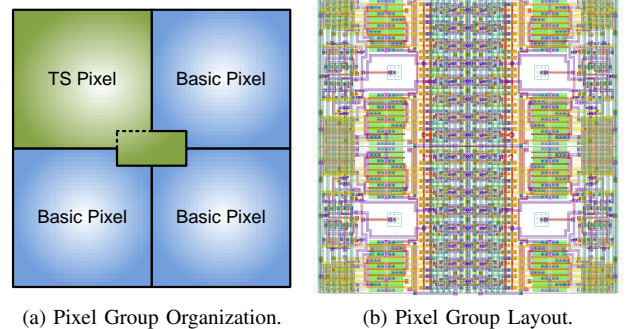 TS Pixel Basic Pixel
Basic Pixel Basic Pixel
(a) Pixel Group Organization. (b) Pixel Group Layout.